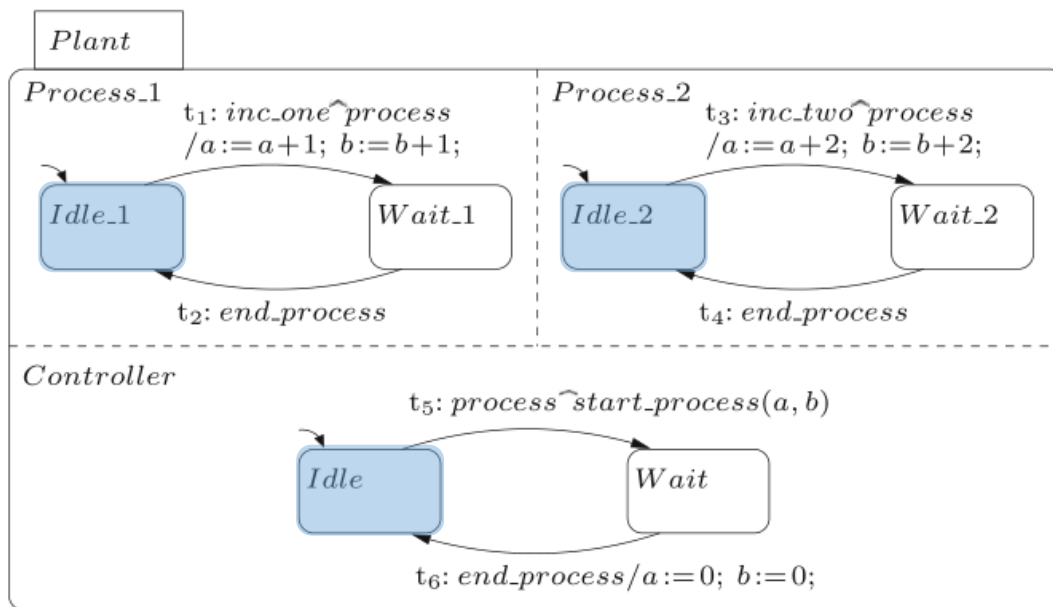 Plant
Process_1
t₁: inc_one^process
/a:=a+1; b:=b+1;
Idle_1
Wait_1
t₂: end_process
Process_2
t₃: inc_two^process
/a:=a+2; b:=b+2;
Idle_2
Wait_2
t₄: end_process
Controller
t₅: process^start_process(a, b)
Idle
Wait
t₆: end_process/a:=0; b:=0;